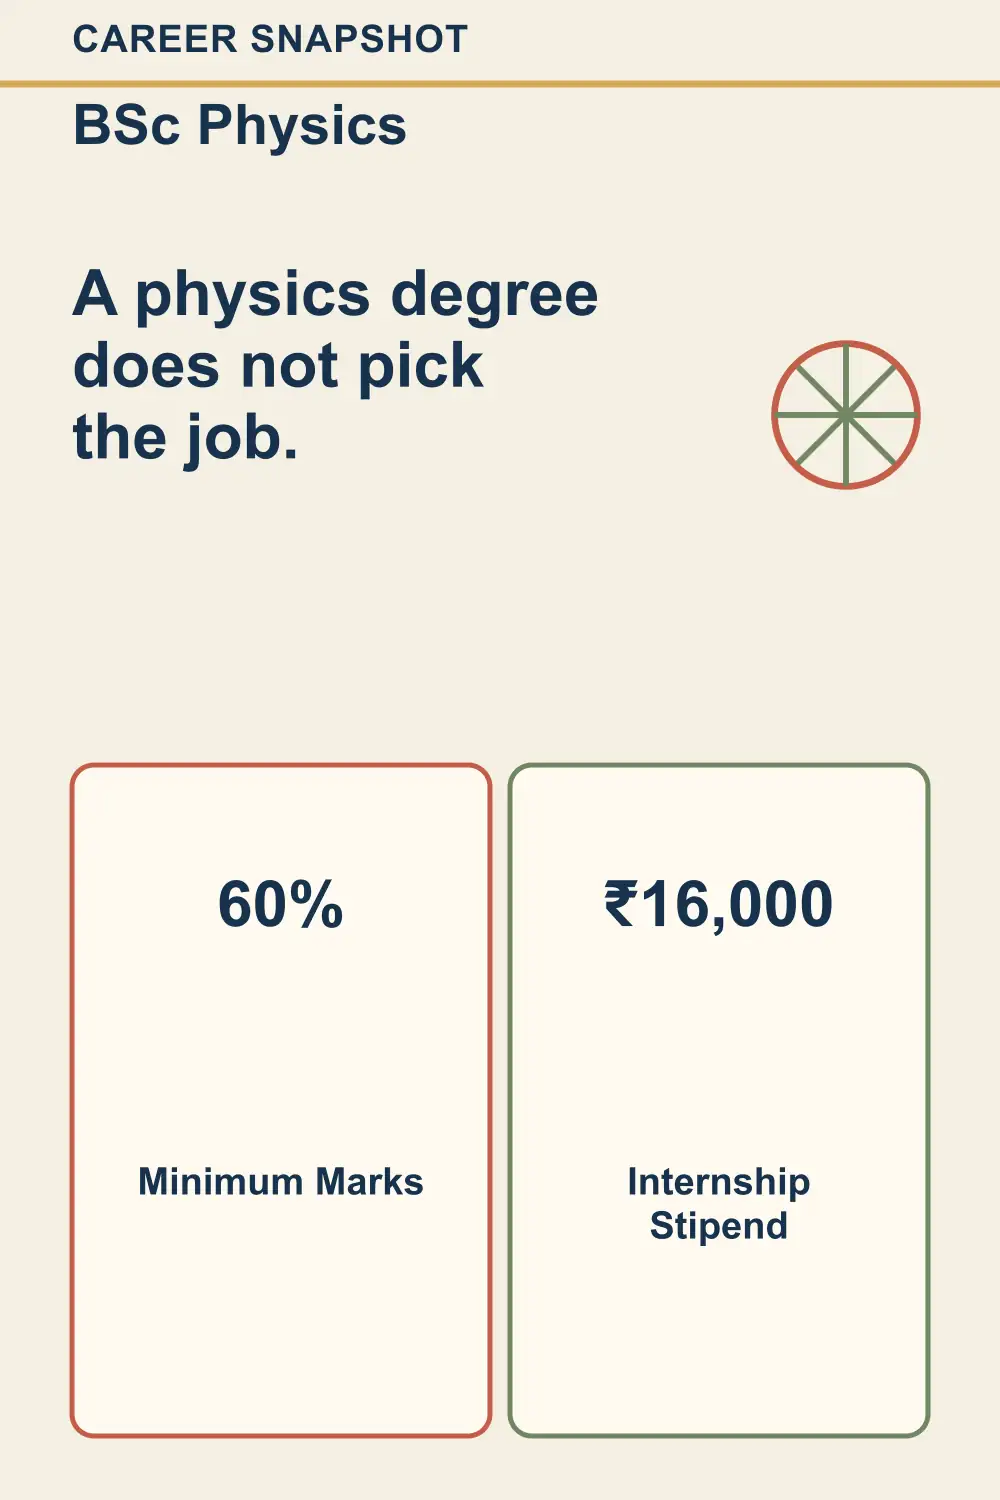 CAREER SNAPSHOT
BSc Physics
A physics degree
does not pick
the job.
60%
Minimum Marks
₹16,000
Internship
Stipend